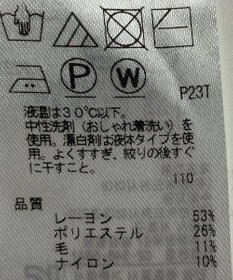 P W
P23T
液温は30℃以下。
中性洗剤(おしゃれ着洗い)を
使用。漂白剤は液体タイプを使
用。よくすすぎ、絞りの後すぐ
に干すこと。
110
品質
レーヨン 53%
ポリエステル 26%
毛 11%
ナイロン 10%